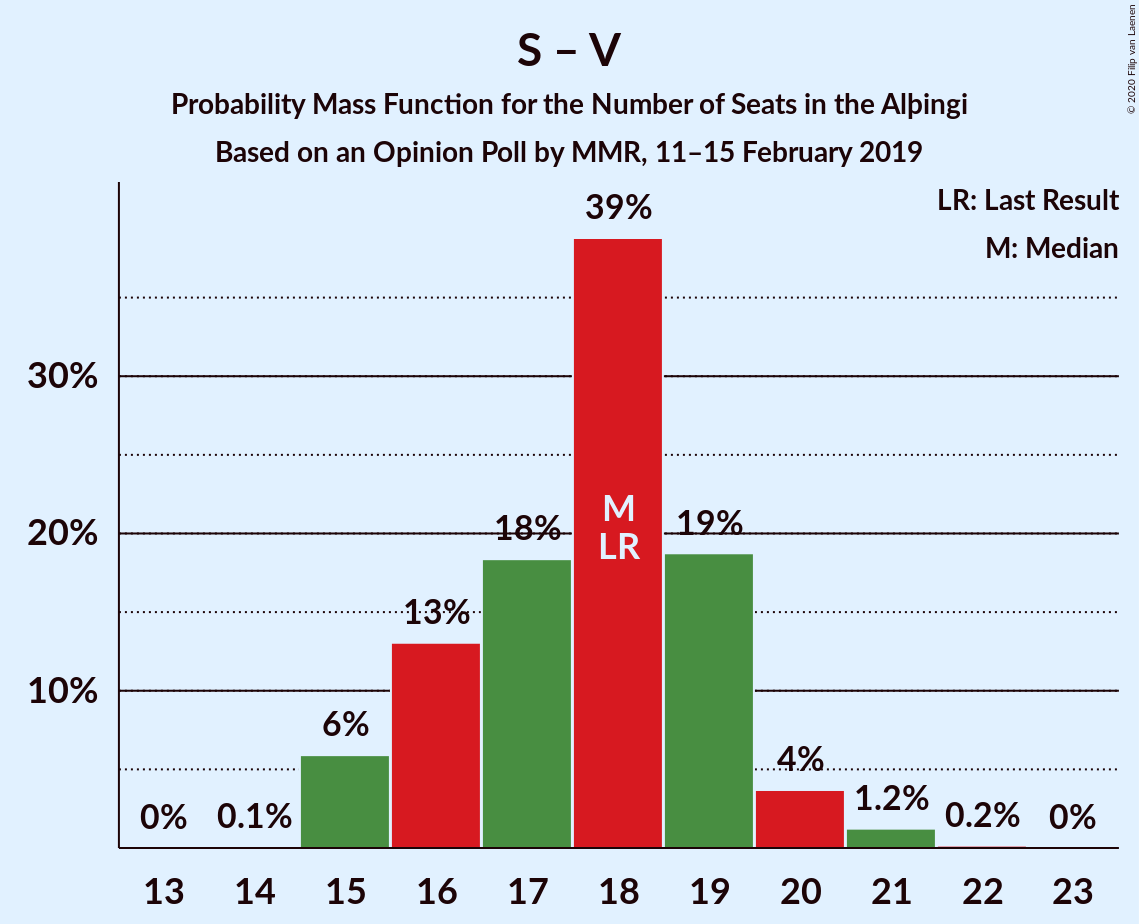 S – V
Probability Mass Function for the Number of Seats in the Alþingi
Based on an Opinion Poll by MMR, 11–15 February 2019
© 2020 Filip van Laenen
LR: Last Result
M: Median
39%
30%
20%
10%
0%
0.1%
6%
13%
18%
M
LR
19%
4%
1.2%
0.2%
0%
13 14 15 16 17 18 19 20 21 22 23